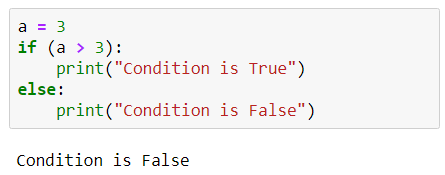 a = 3
if (a > 3):
    print("Condition is True")
else:
    print("Condition is False")
Condition is False